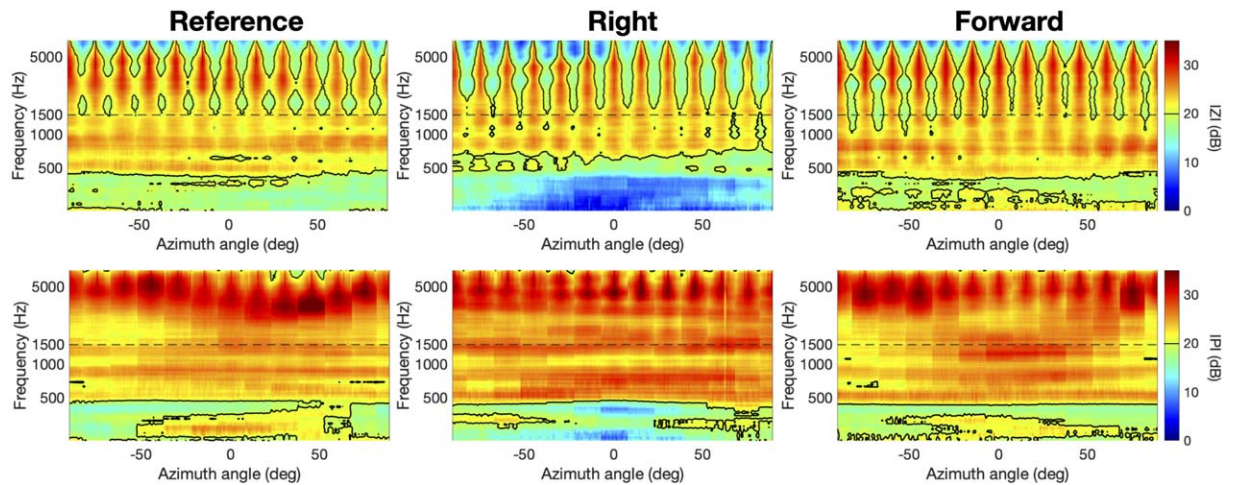 Reference Right Forward
Frequency (Hz) 5000 1500 1000 500 -50 0 50 Azimuth angle (deg)
Frequency (Hz) 5000 1500 1000 500 -50 0 50 Azimuth angle (deg)
Frequency (Hz) 5000 1500 1000 500 -50 0 50 Azimuth angle (deg)
30 20 10 0 |Z| (dB)
Frequency (Hz) 5000 1500 1000 500 -50 0 50 Azimuth angle (deg)
Frequency (Hz) 5000 1500 1000 500 -50 0 50 Azimuth angle (deg)
Frequency (Hz) 5000 1500 1000 500 -50 0 50 Azimuth angle (deg)
30 20 10 0 |P| (dB)